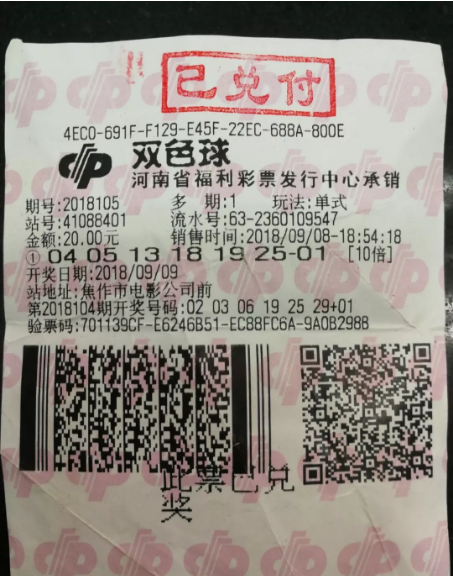 已兑付
4EC0-691F-F129-E45F-22EC-688A-800E
双色球
河南省福利彩票发行中心承销
期号:2018105 多期:1 玩法:单式
站号:41088401 流水号:63-2360109547
金额:20.00元 销售时间:2018/09/08-18:54:18
① 04 05 13 18 19 25-01 [10倍]
开奖日期:2018/09/09
站地址:焦作市电影公司前
第2018104期开奖号码:02 03 06 19 25 29+01
验票码:701139CF-E6246B51-EC88FC6A-9A0B298B
此票已兑
奖